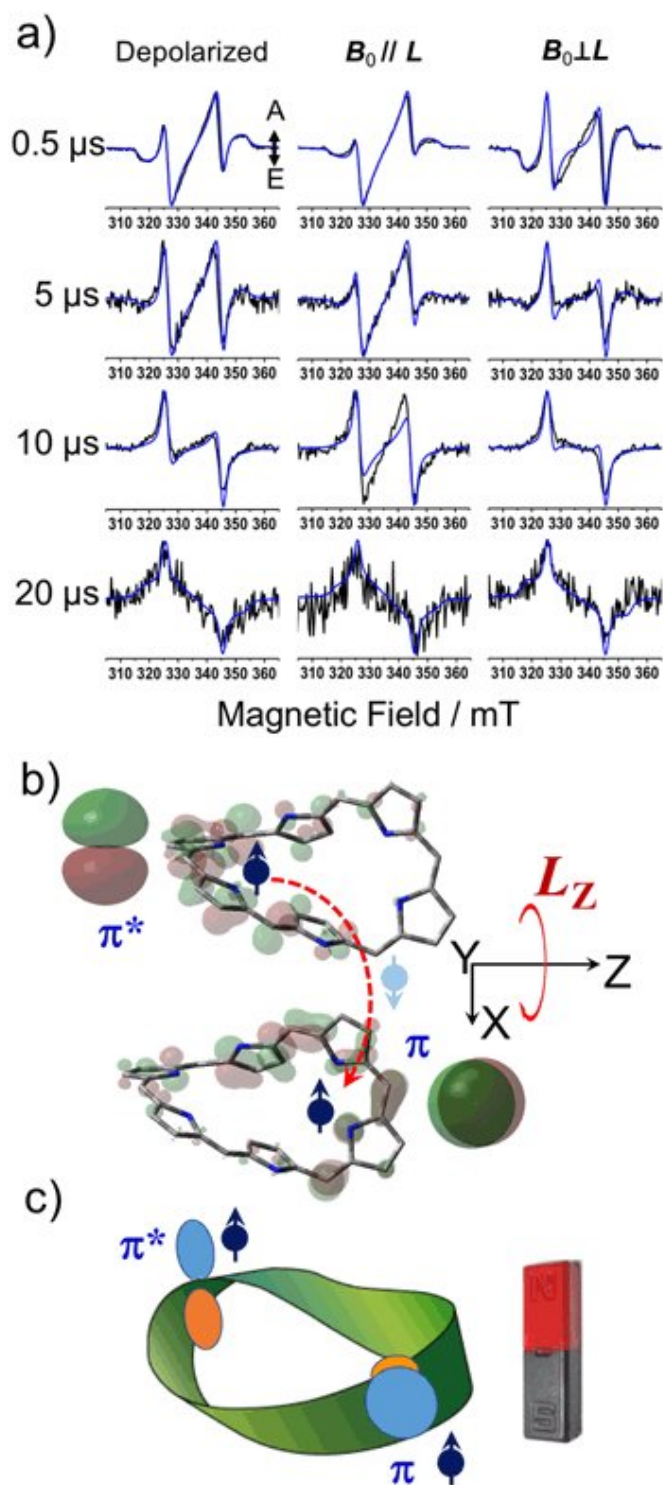 a)
Depolarized B₀ // L B₀⊥L
0.5 μs
A
E
310 320 330 340 350 360 310 320 330 340 350 360 310 320 330 340 350 360
5 μs
310 320 330 340 350 360 310 320 330 340 350 360 310 320 330 340 350 360
10 μs
310 320 330 340 350 360 310 320 330 340 350 360 310 320 330 340 350 360
20 μs
310 320 330 340 350 360 310 320 330 340 350 360 310 320 330 340 350 360
Magnetic Field / mT
b)
π*
L_Z
Y Z
X
π
c)
π*
N
S
π